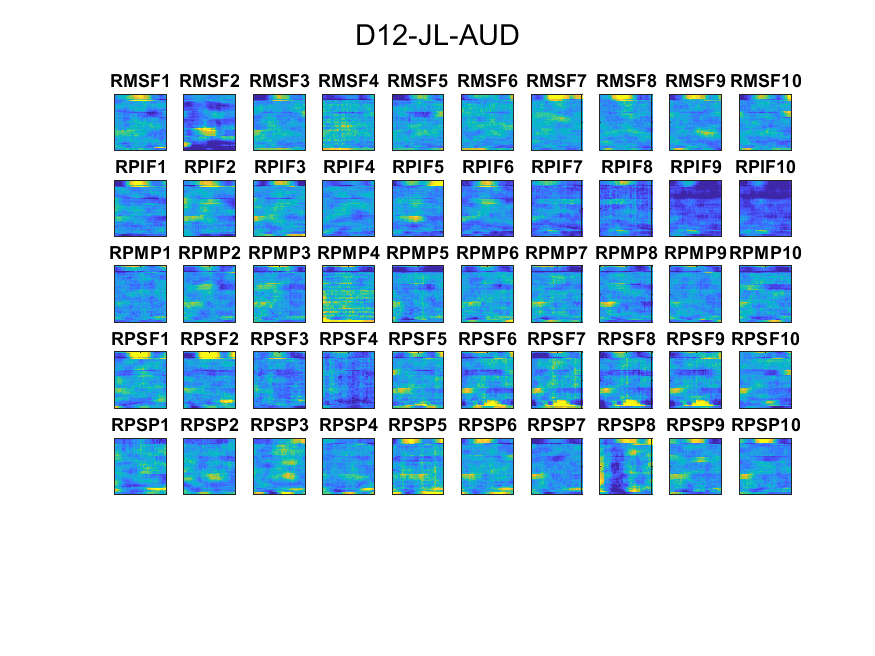 D12-JL-AUD
RMSF1 RMSF2 RMSF3 RMSF4 RMSF5 RMSF6 RMSF7 RMSF8 RMSF9 RMSF10
RPIF1 RPIF2 RPIF3 RPIF4 RPIF5 RPIF6 RPIF7 RPIF8 RPIF9 RPIF10
RPMP1 RPMP2 RPMP3 RPMP4 RPMP5 RPMP6 RPMP7 RPMP8 RPMP9 RPMP10
RPSF1 RPSF2 RPSF3 RPSF4 RPSF5 RPSF6 RPSF7 RPSF8 RPSF9 RPSF10
RPSP1 RPSP2 RPSP3 RPSP4 RPSP5 RPSP6 RPSP7 RPSP8 RPSP9 RPSP10